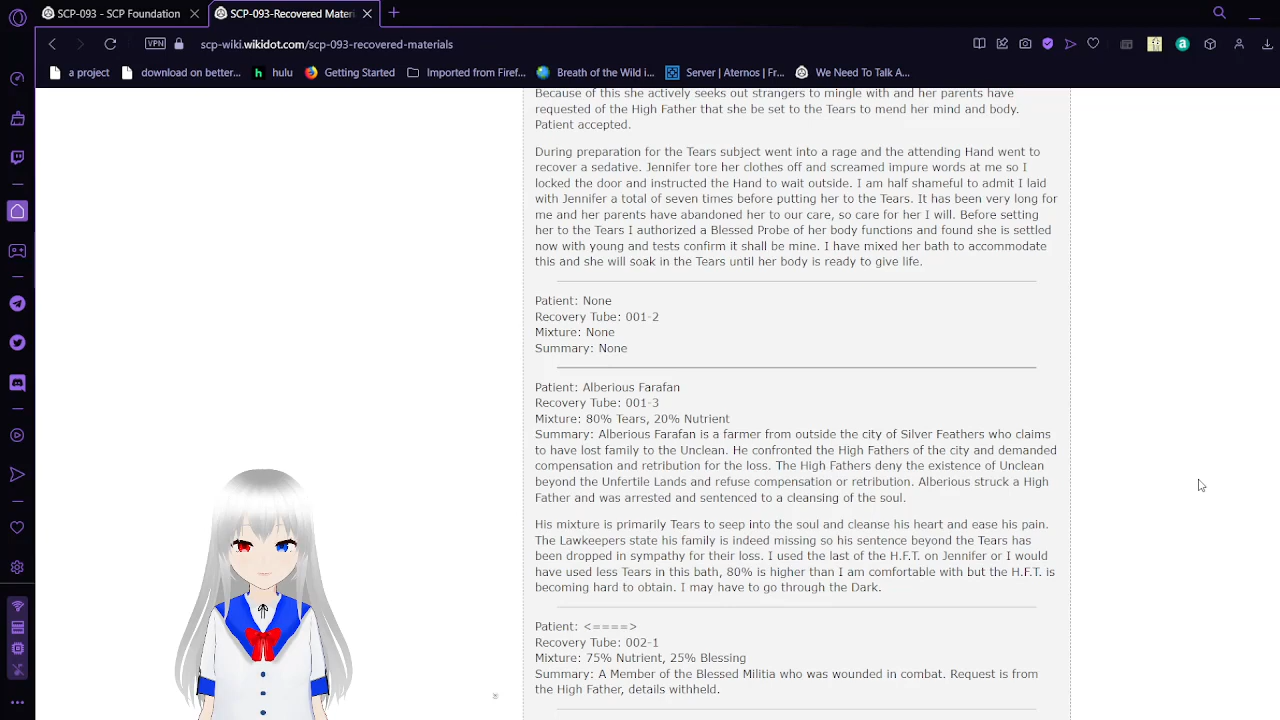 SCP-093 - SCP Foundation
SCP-093-Recovered Materi
VPN
scp-wiki.wikidot.com/scp-093-recovered-materials
a project
download on better...
hulu
Getting Started
Imported from Firef...
Breath of the Wild i...
Server | Aternos | Fr...
We Need To Talk A...
Because of this she actively seeks out strangers to mingle with and her parents have
requested of the High Father that she be set to the Tears to mend her mind and body.
Patient accepted.
During preparation for the Tears subject went into a rage and the attending Hand went to
recover a sedative. Jennifer tore her clothes off and screamed impure words at me so I
locked the door and instructed the Hand to wait outside. I am half shameful to admit I laid
with Jennifer a total of seven times before putting her to the Tears. It has been very long for
me and her parents have abandoned her to our care, so care for her I will. Before setting
her to the Tears I authorized a Blessed Probe of her body functions and found she is settled
now with young and tests confirm it shall be mine. I have mixed her bath to accommodate
this and she will soak in the Tears until her body is ready to give life.
Patient: None
Recovery Tube: 001-2
Mixture: None
Summary: None
Patient: Alberious Farafan
Recovery Tube: 001-3
Mixture: 80% Tears, 20% Nutrient
Summary: Alberious Farafan is a farmer from outside the city of Silver Feathers who claims
to have lost family to the Unclean. He confronted the High Fathers of the city and demanded
compensation and retribution for the loss. The High Fathers deny the existence of Unclean
beyond the Unfertile Lands and refuse compensation or retribution. Alberious struck a High
Father and was arrested and sentenced to a cleansing of the soul.
His mixture is primarily Tears to seep into the soul and cleanse his heart and ease his pain.
The Lawkeepers state his family is indeed missing so his sentence beyond the Tears has
been dropped in sympathy for their loss. I used the last of the H.F.T. on Jennifer or I would
have used less Tears in this bath, 80% is higher than I am comfortable with but the H.F.T. is
becoming hard to obtain. I may have to go through the Dark.
Patient: <====>
Recovery Tube: 002-1
Mixture: 75% Nutrient, 25% Blessing
Summary: A Member of the Blessed Militia who was wounded in combat. Request is from
the High Father, details withheld.